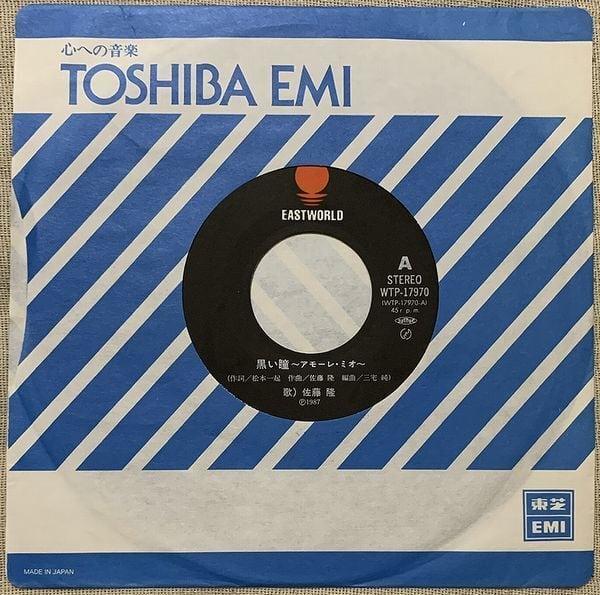 心への音楽
TOSHIBA EMI
EASTWORLD
A
STEREO
WTP-17970
(WTP-17970-A)
45 r. p. m.
黒い瞳 〜アモーレ・ミオ〜
(作詞／松本一起 作曲／佐藤 隆 編曲／三宅 純)
歌) 佐藤 隆
Ⓟ1987
東芝
EMI
MADE IN JAPAN